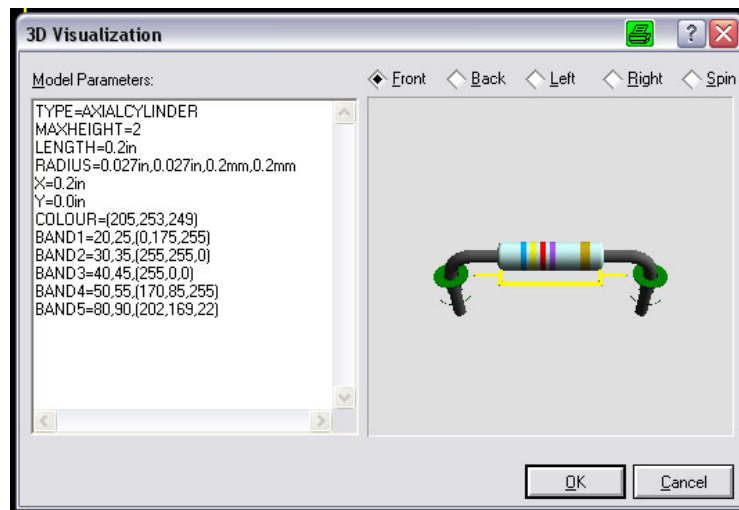 3D Visualization
?
Model Parameters:
Front Back Left Right Spin
TYPE=AXIALCYLINDER
MAXHEIGHT=2
LENGTH=0.2in
RADIUS=0.027in,0.027in,0.2mm,0.2mm
X=0.2in
Y=0.0in
COLOUR=(205,253,249)
BAND1=20,25,(0,175,255)
BAND2=30,35,(255,255,0)
BAND3=40,45,(255,0,0)
BAND4=50,55,(170,85,255)
BAND5=80,90,(202,169,22)
OK Cancel